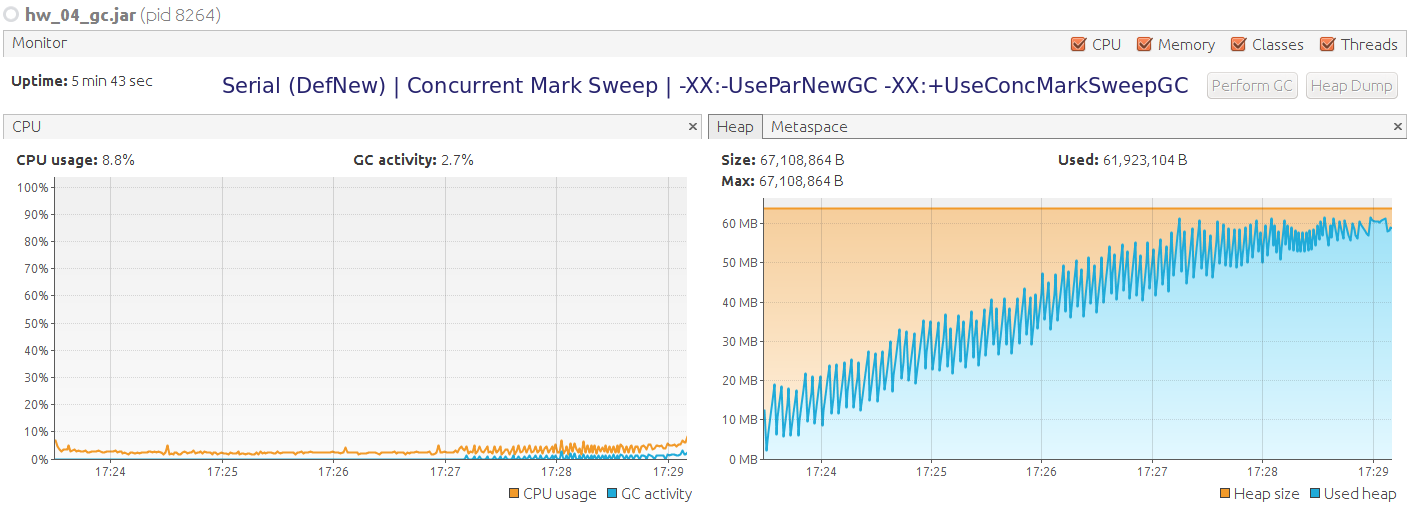 hw_04_gc.jar (pid 8264)
Monitor
CPU Memory Classes Threads
Uptime: 5 min 43 sec
Serial (DefNew) | Concurrent Mark Sweep | -XX:-UseParNewGC -XX:+UseConcMarkSweepGC
Perform GC Heap Dump
CPU
CPU usage: 8.8% GC activity: 2.7%
100%
90%
80%
70%
60%
50%
40%
30%
20%
10%
0%
17:24 17:25 17:26 17:27 17:28 17:29
CPU usage GC activity
Heap Metaspace
Size: 67,108,864 B Used: 61,923,104 B
Max: 67,108,864 B
60 MB
50 MB
40 MB
30 MB
20 MB
10 MB
0 MB
17:24 17:25 17:26 17:27 17:28 17:29
Heap size Used heap